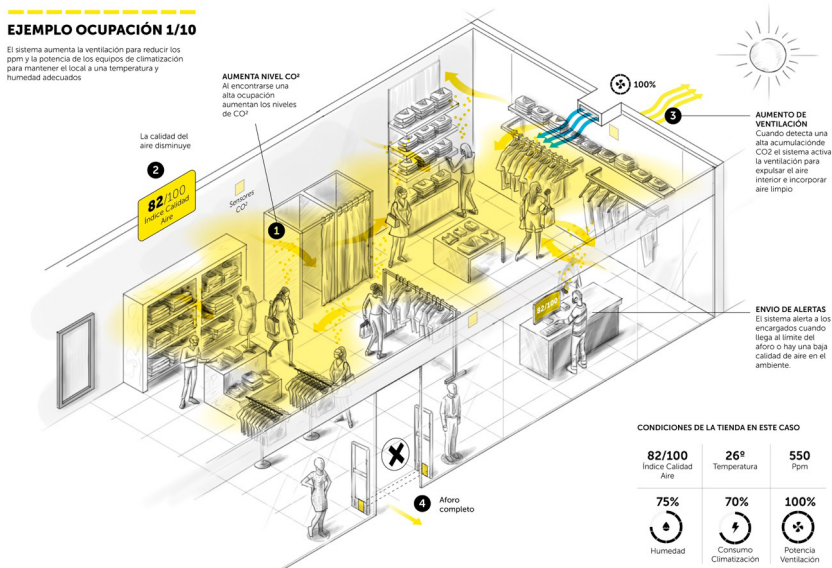 EJEMPLO OCUPACIÓN 1/10
El sistema aumenta la ventilación para reducir los
ppm y la potencia de los equipos de climatización
para mantener el local a una temperatura y
humedad adecuados
AUMENTA NIVEL CO²
Al encontrarse una
alta ocupación
aumentan los niveles
de CO²
La calidad del
aire disminuye
2
82/100
Índice Calidad
Aire
Sensores
CO²
1
100%
3
AUMENTO DE
VENTILACIÓN
Cuando detecta una
alta acumulaciónde
CO2 el sistema activa
la ventilación para
expulsar el aire
interior e incorporar
aire limpio
82/100
ENVIO DE ALERTAS
El sistema alerta a los
encargados cuando
llega al límite del
aforo o hay una baja
calidad de aire en el
ambiente.
4
Aforo
completo
CONDICIONES DE LA TIENDA EN ESTE CASO
82/100
Índice Calidad
Aire
26º
Temperatura
550
Ppm
75%
Humedad
70%
Consumo
Climatización
100%
Potencia
Ventilación